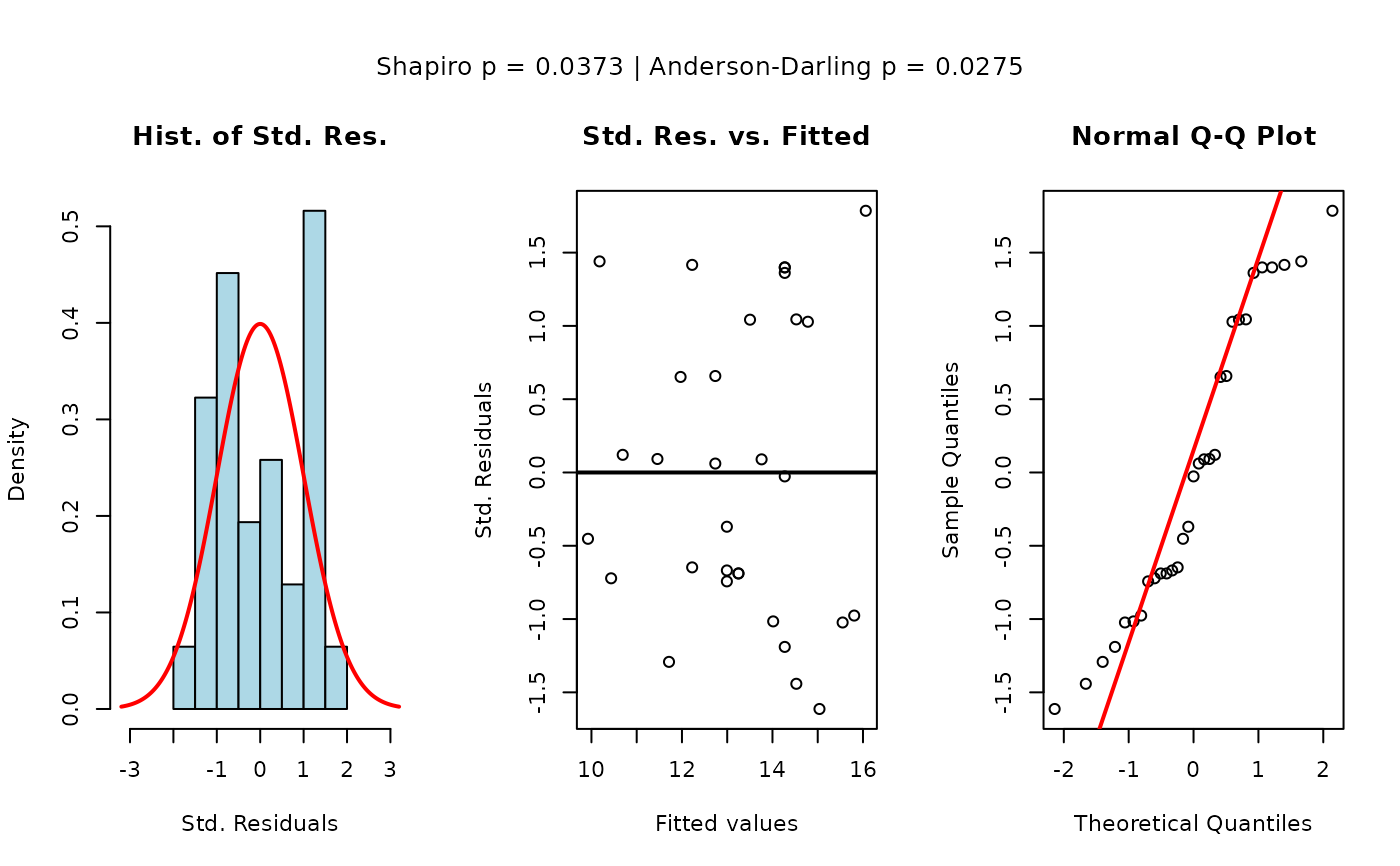 Shapiro p = 0.0373 | Anderson-Darling p = 0.0275
Hist. of Std. Res.
Density
0.0 0.1 0.2 0.3 0.4 0.5
-3 -1 0 1 2 3
Std. Residuals
Std. Res. vs. Fitted
Std. Residuals
-1.5 -1.0 -0.5 0.0 0.5 1.0 1.5
10 12 14 16
Fitted values
Normal Q-Q Plot
Sample Quantiles
-1.5 -1.0 -0.5 0.0 0.5 1.0 1.5
-2 -1 0 1 2
Theoretical Quantiles